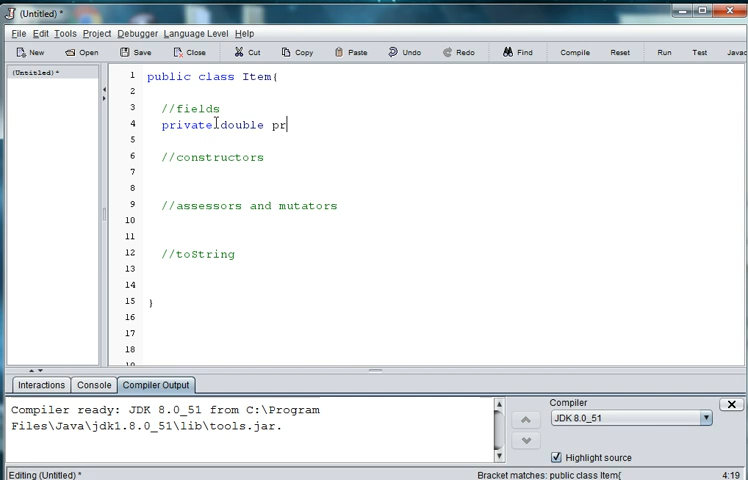 (Untitled) *
File Edit Tools Project Debugger Language Level Help
New Open Save Close Cut Copy Paste Undo Redo Find Compile Reset Run Test Javac
(Untitled)*
1 public class Item{
2
3 //fields
4 private double pr
5
6 //constructors
7
8
9 //assessors and mutators
10
11
12 //toString
13
14
15 }
16
17
18
19
Interactions Console Compiler Output
Compiler ready: JDK 8.0_51 from C:\Program
Files\Java\jdk1.8.0_51\lib\tools.jar.
Compiler
JDK 8.0_51
Highlight source
Editing (Untitled) * Bracket matches: public class Item{ 4:19